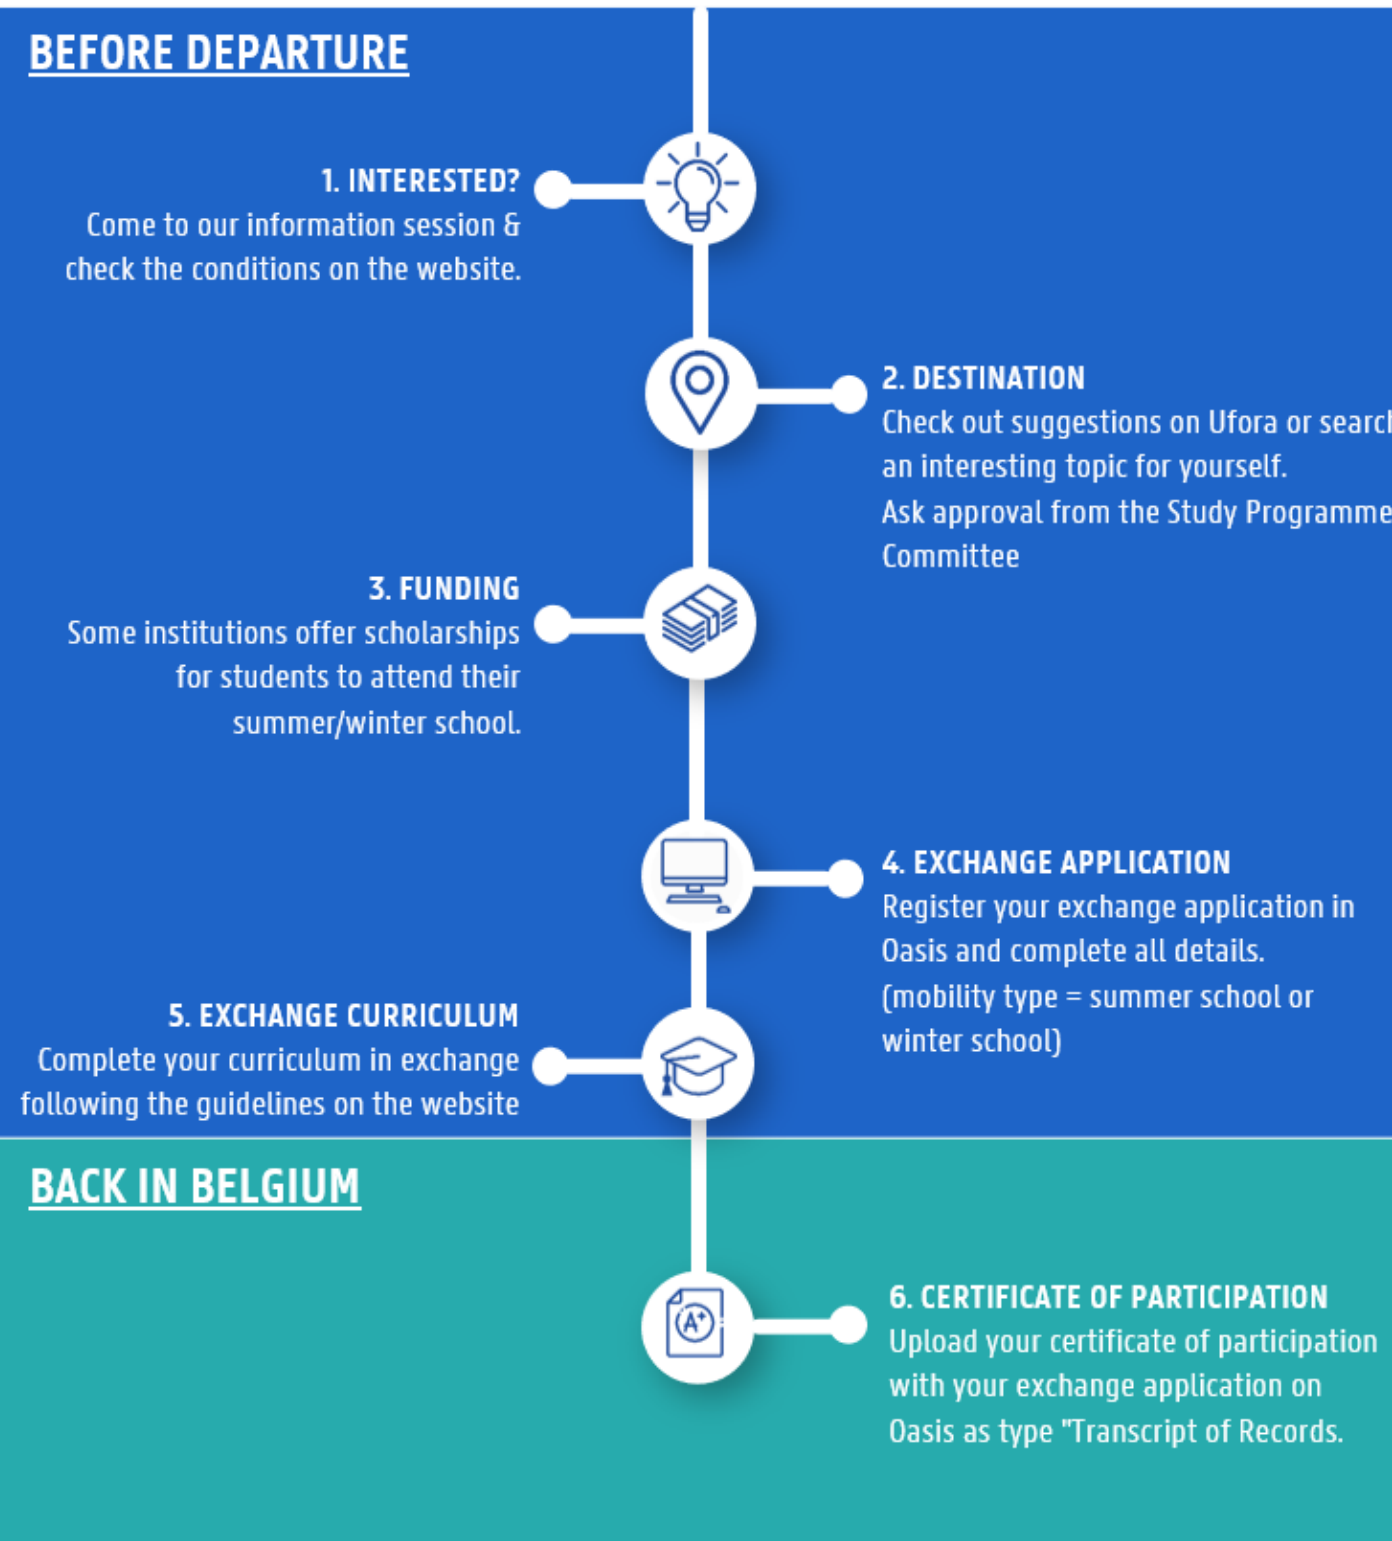 BEFORE DEPARTURE
1. INTERESTED?
Come to our information session &
check the conditions on the website.
2. DESTINATION
Check out suggestions on Ufora or search
an interesting topic for yourself.
Ask approval from the Study Programme
Committee
3. FUNDING
Some institutions offer scholarships
for students to attend their
summer/winter school.
4. EXCHANGE APPLICATION
Register your exchange application in
Oasis and complete all details.
(mobility type = summer school or
winter school)
5. EXCHANGE CURRICULUM
Complete your curriculum in exchange
following the guidelines on the website
BACK IN BELGIUM
A+
6. CERTIFICATE OF PARTICIPATION
Upload your certificate of participation
with your exchange application on
Oasis as type "Transcript of Records.